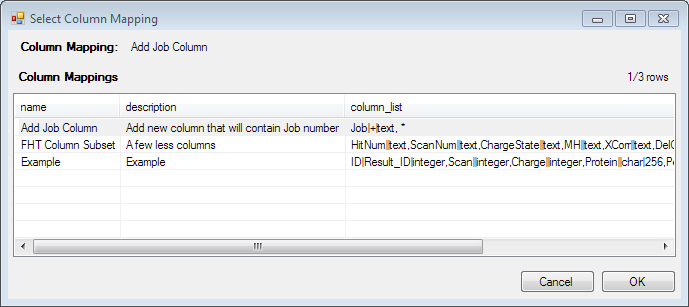 Select Column Mapping
Column Mapping: Add Job Column
Column Mappings 1/3 rows
name description column_list
Add Job Column Add new column that will contain Job number Job|+|text, *
FHT Column Subset A few less columns HitNum|text,ScanNum|text,ChargeState|text,MH|text,XCorr|text,DelC
Example Example ID|Result_ID|integer,Scan|integer,Charge|integer,Protein|char|256,Pe
Cancel OK